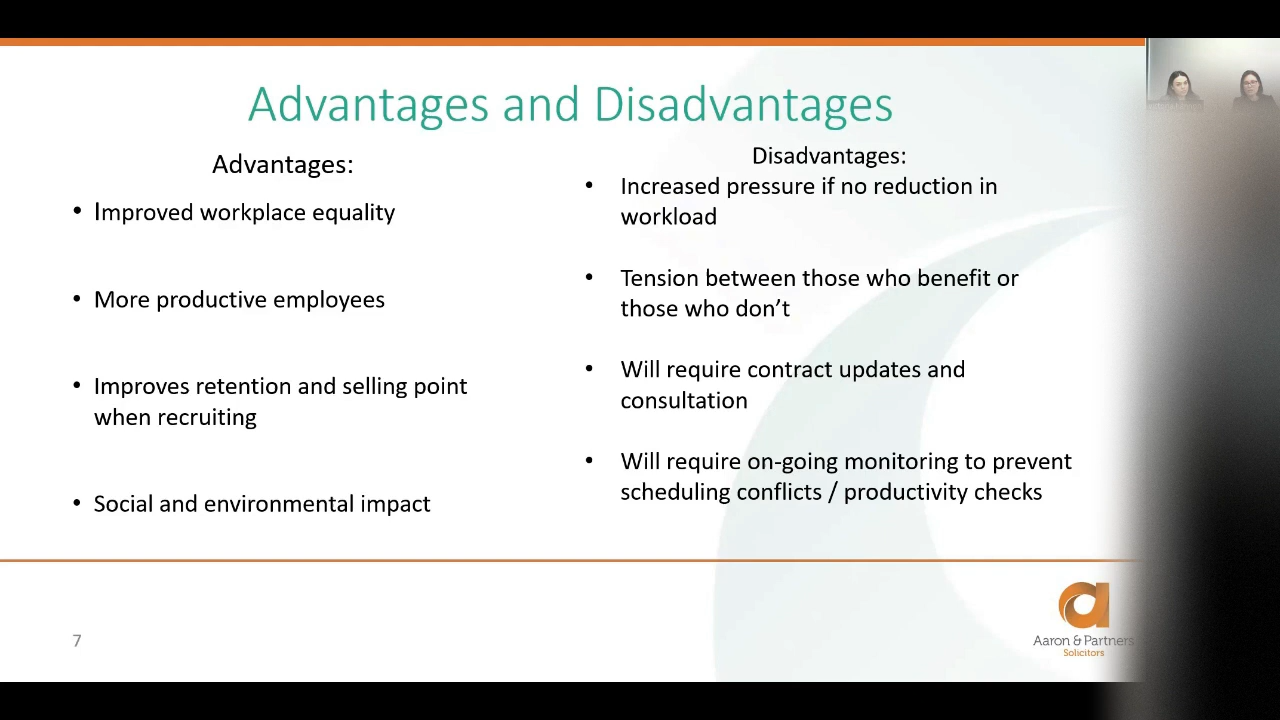 Advantages and Disadvantages
Advantages:
• Improved workplace equality
• More productive employees
• Improves retention and selling point
when recruiting
• Social and environmental impact
Disadvantages:
• Increased pressure if no reduction in
workload
• Tension between those who benefit or
those who don’t
• Will require contract updates and
consultation
• Will require on-going monitoring to prevent
scheduling conflicts / productivity checks
7
Aaron & Partners
Solicitors